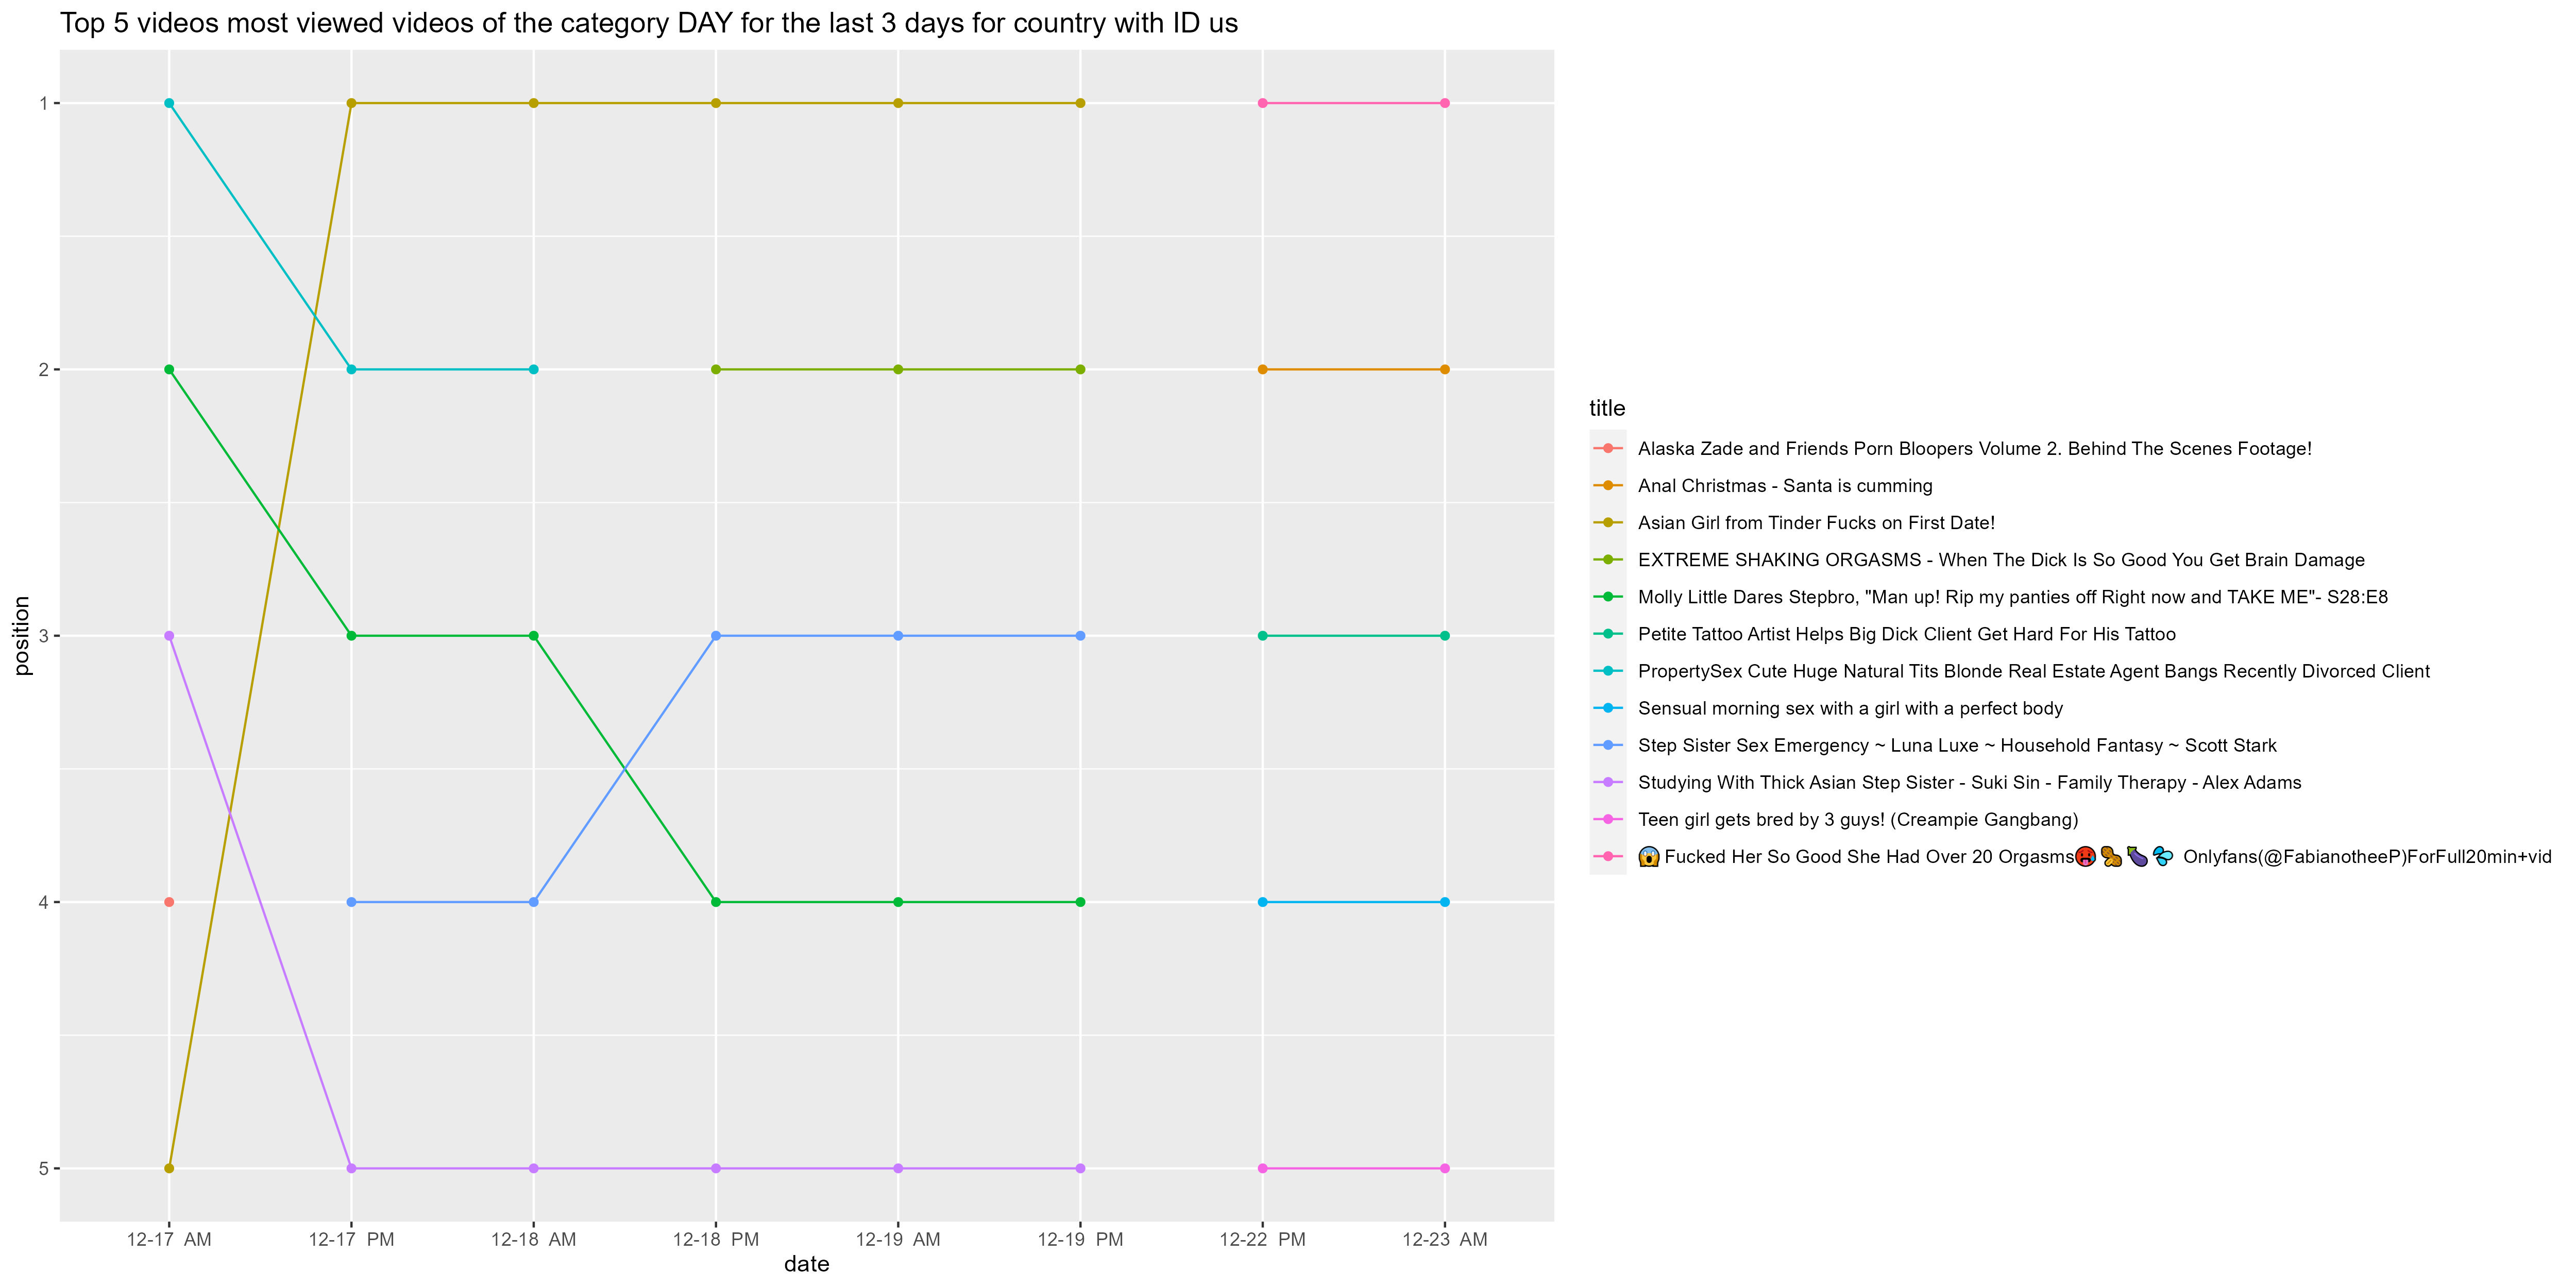 Top 5 videos most viewed videos of the category DAY for the last 3 days for country with ID us
position
1
2
3
4
5
12-17 AM
12-17 PM
12-18 AM
12-18 PM
12-19 AM
12-19 PM
12-22 PM
12-23 AM
date
title
Alaska Zade and Friends Porn Bloopers Volume 2. Behind The Scenes Footage!
Anal Christmas - Santa is cumming
Asian Girl from Tinder Fucks on First Date!
EXTREME SHAKING ORGASMS - When The Dick Is So Good You Get Brain Damage
Molly Little Dares Stepbro, "Man up! Rip my panties off Right now and TAKE ME"- S28:E8
Petite Tattoo Artist Helps Big Dick Client Get Hard For His Tattoo
PropertySex Cute Huge Natural Tits Blonde Real Estate Agent Bangs Recently Divorced Client
Sensual morning sex with a girl with a perfect body
Step Sister Sex Emergency ~ Luna Luxe ~ Household Fantasy ~ Scott Stark
Studying With Thick Asian Step Sister - Suki Sin - Family Therapy - Alex Adams
Teen girl gets bred by 3 guys! (Creampie Gangbang)
😱 Fucked Her So Good She Had Over 20 Orgasms🥵 🥜 🍆 💦 Onlyfans(@FabianotheeP)ForFull20min+vid